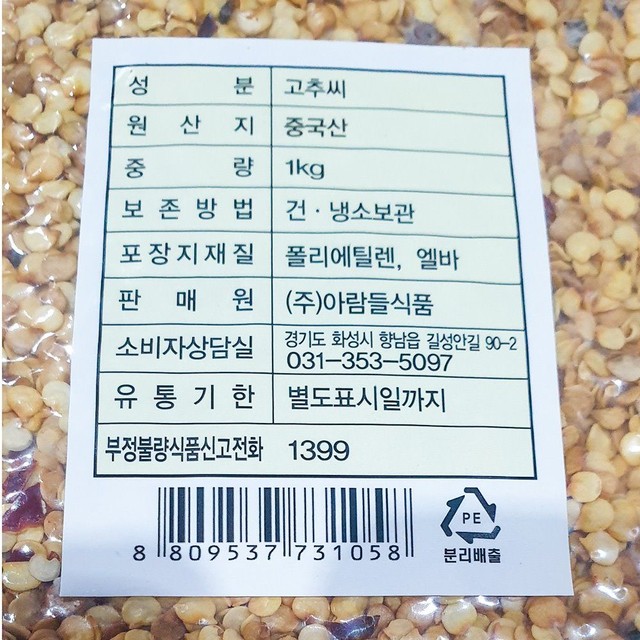 성 분 고추씨
원 산 지 중국산
중 량 1kg
보 존 방 법 건 · 냉소보관
포 장 지 재 질 폴리에틸렌, 엘바
판 매 원 (주)아람들식품
소비자상담실 경기도 화성시 향남읍 길성안길 90-2
031-353-5097
유 통 기 한 별도표시일까지
부정불량식품신고전화 1399
8 809537 731058
PE
분리배출